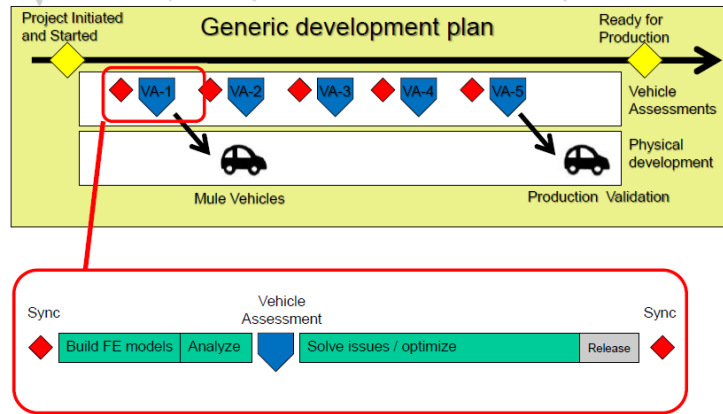 Project Initiated
and Started
Generic development plan
Ready for
Production
VA-1
VA-2
VA-3
VA-4
VA-5
Vehicle
Assessments
Physical
development
Mule Vehicles
Production Validation
Sync
Vehicle
Assessment
Sync
Build FE models
Analyze
Solve issues / optimize
Release